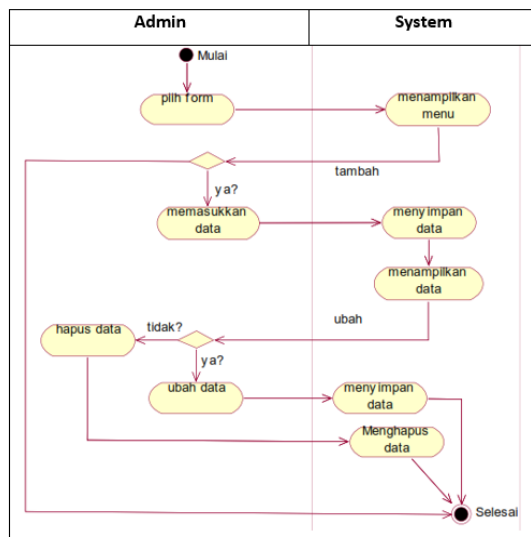 Admin
System
Mulai
plih form
menampilkan
menu
tambah
ya?
memasukkan
data
menyimpan
data
menampilkan
data
ubah
hapus data
tidak?
ya?
ubah data
menyimpan
data
Menghapus
data
Selesai